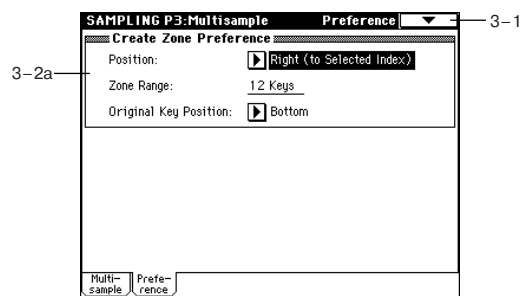 SAMPLING P3:Multisample Preference
3-1
Create Zone Preference
Position: Right (to Selected Index)
3-2a
Zone Range: 12 Keys
Original Key Position: Bottom
Multi- Prefe-
sample rence